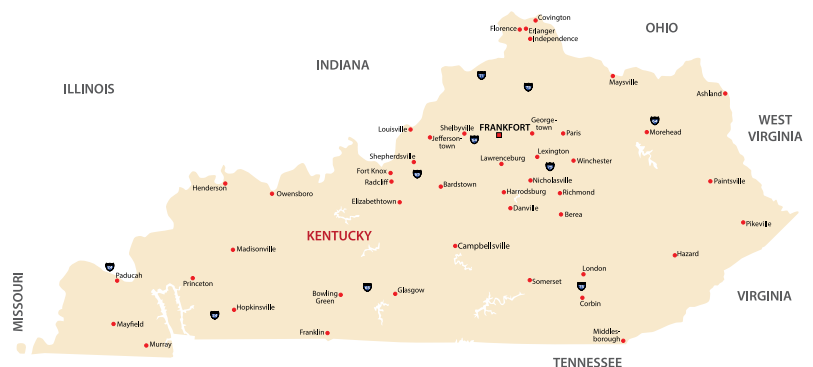 Covington
Florence
Erlanger
Independence
OHIO
INDIANA
ILLINOIS
Maysville
Ashland
WEST
VIRGINIA
Louisville
Jefferson-
town
Shelbyville
FRANKFORT
George-
town
Paris
Morehead
Shepherdsville
Lawrenceburg
Lexington
Winchester
Fort Knox
Radcliff
Bardstown
Nicholasville
Harrodsburg
Richmond
Paintsville
Henderson
Owensboro
Elizabethtown
Danville
Berea
Pikeville
KENTUCKY
Madisonville
Campbellsville
Hazard
Paducah
Princeton
London
Somerset
Bowling
Green
Glasgow
Corbin
VIRGINIA
MISSOURI
Hopkinsville
Mayfield
Franklin
Murray
Middles-
borough
TENNESSEE